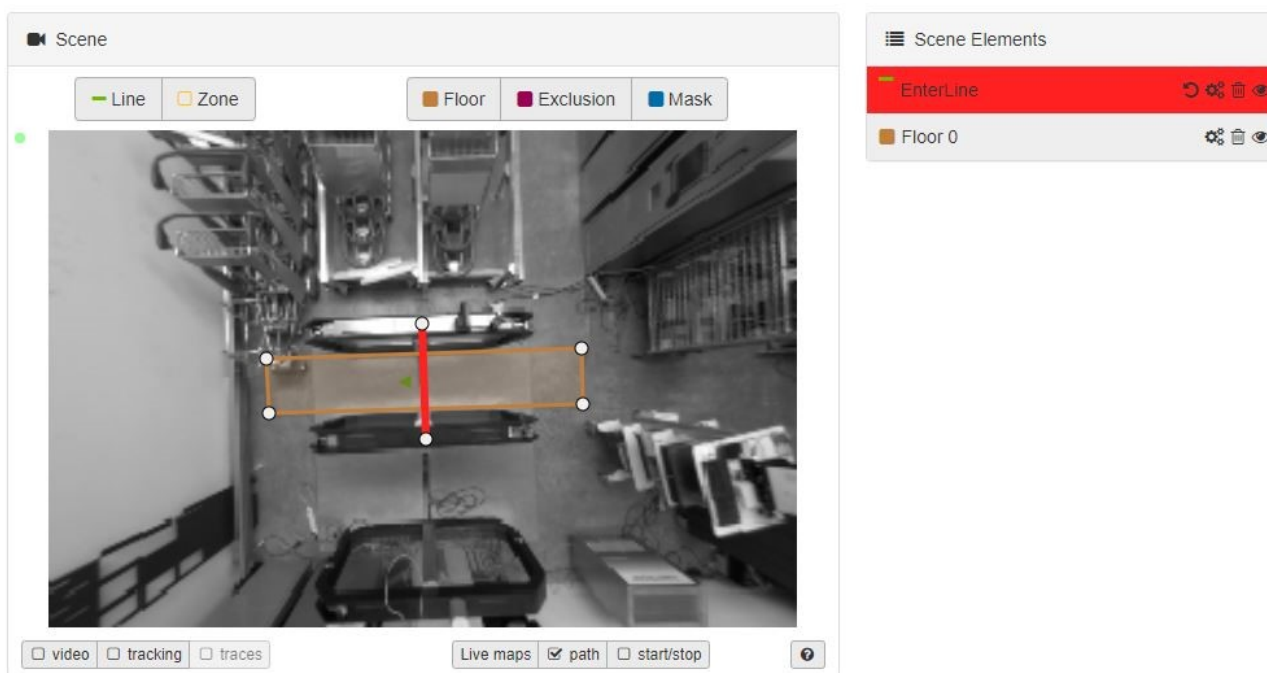 Scene
Line
Zone
Floor
Exclusion
Mask
video
tracking
traces
Live maps
path
start/stop
Scene Elements
EnterLine
Floor 0